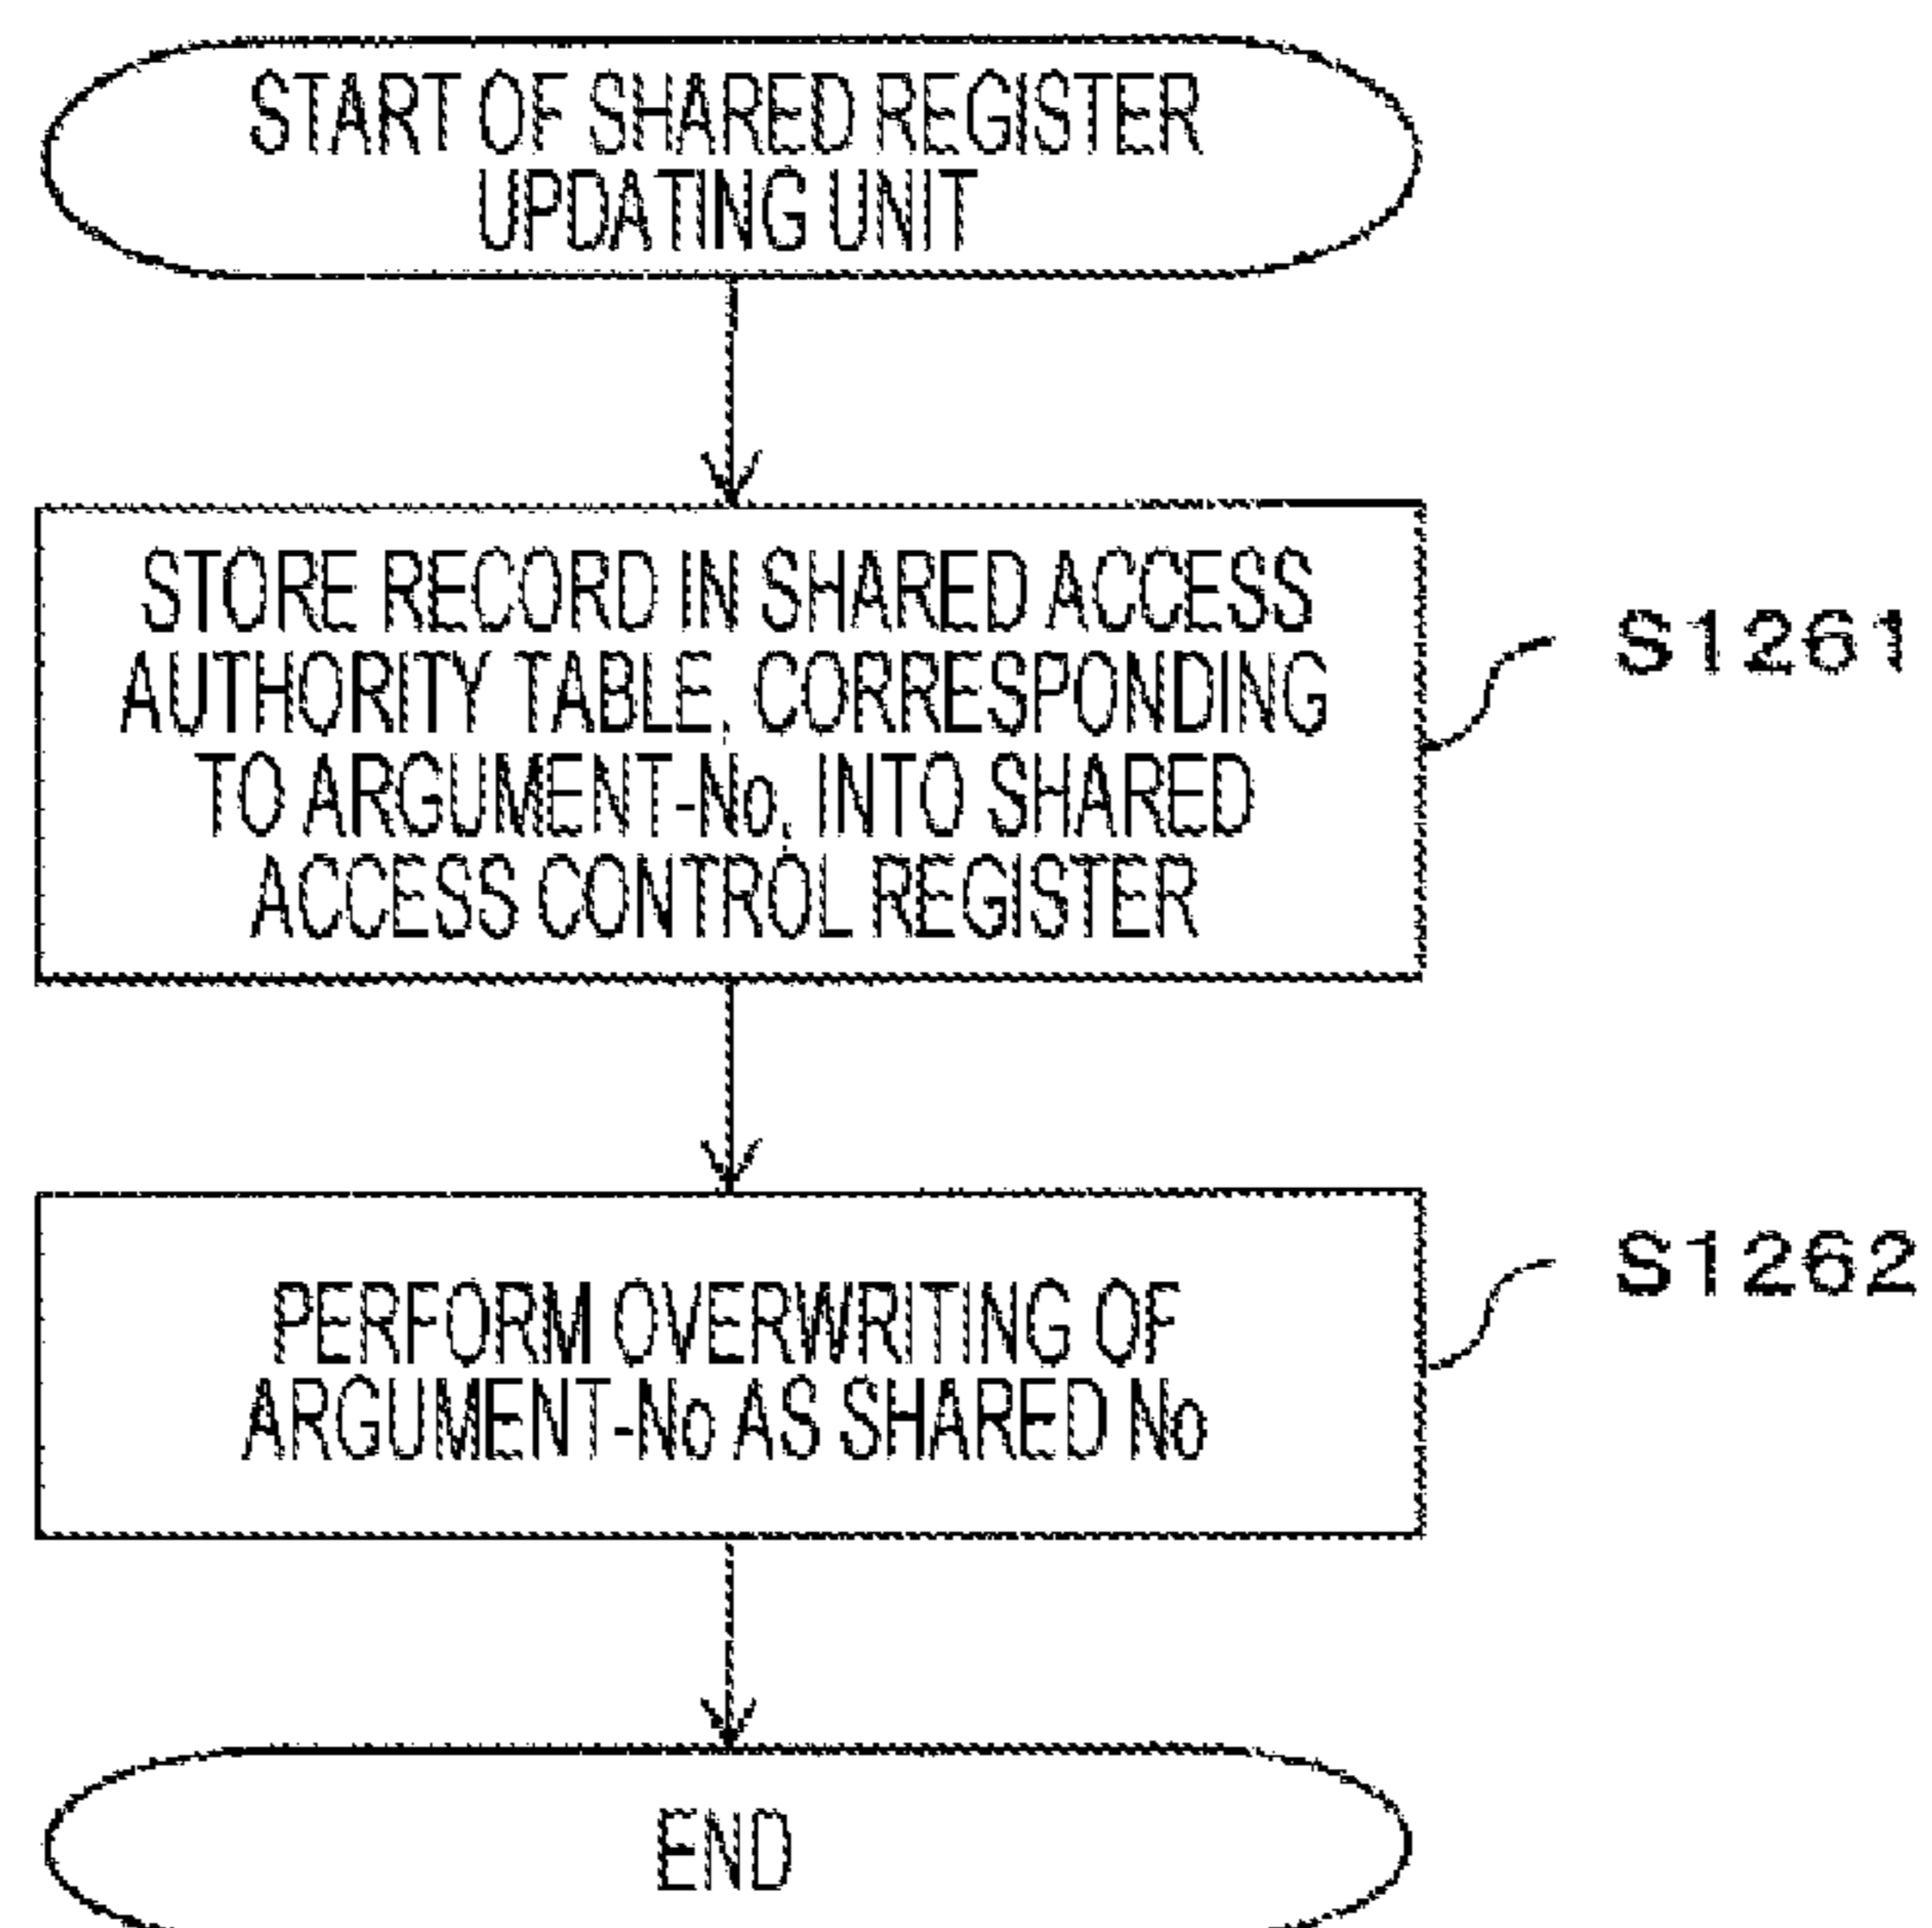 START OF SHARED REGISTER
UPDATING UNIT
STORE RECORD IN SHARED ACCESS
AUTHORITY TABLE, CORRESPONDING
TO ARGUMENT-No, INTO SHARED
ACCESS CONTROL REGISTER
S1261
PERFORM OVERWRITING OF
ARGUMENT-No AS SHARED No
S1262
END